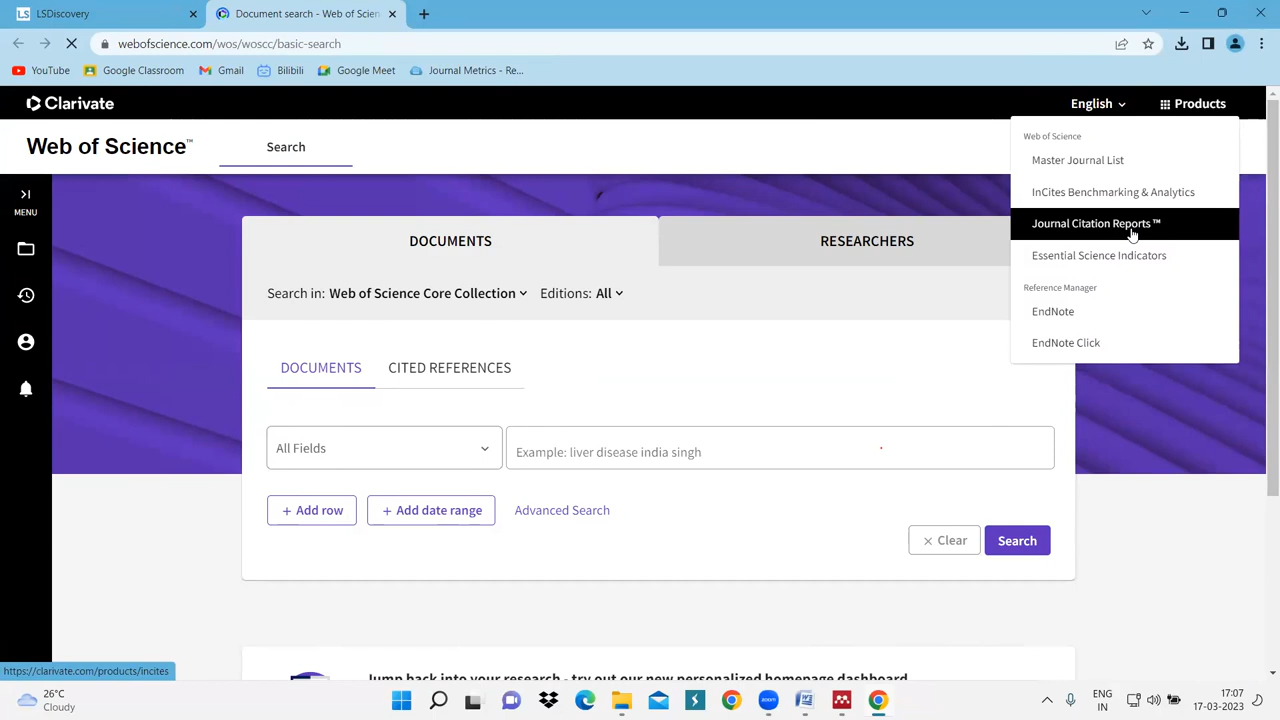 LSDiscovery
Document search - Web of Scien
webofscience.com/wos/woscc/basic-search
YouTube Google Classroom Gmail Bilibili Google Meet Journal Metrics - Re...
Clarivate
English
Products
Web of Science™
Search
Web of Science
Master Journal List
InCites Benchmarking & Analytics
Journal Citation Reports ™
Essential Science Indicators
Reference Manager
EndNote
EndNote Click
MENU
DOCUMENTS
RESEARCHERS
Search in: Web of Science Core Collection Editions: All
DOCUMENTS CITED REFERENCES
All Fields
Example: liver disease india singh
+ Add row
+ Add date range
Advanced Search
× Clear
Search
Jump back into your research - try out our new personalized homepage dashboard
https://clarivate.com/products/incites
26°C
Cloudy
zoom
ENG
IN
17:07
17-03-2023